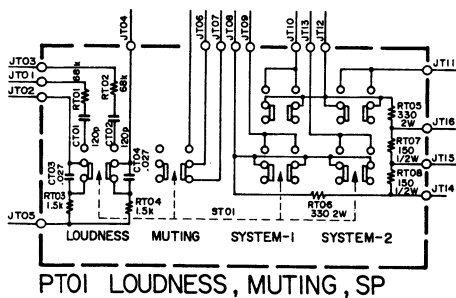 JT04
JT06
JT07
JT08
JT09
JT10
JT13
JT12
JT03
JT01
JT02
JT05
JT11
JT16
JT15
JT14
68k
RT01
RT02
68k
CT01
120p
CT02
120p
CT03
.027
CT04
.027
RT03
1.5k
RT04
1.5k
RT05
330
2W
RT07
150
1/2W
RT08
150
1/2W
RT06
330 2W
ST01
LOUDNESS MUTING SYSTEM-1 SYSTEM-2
PT01 LOUDNESS, MUTING, SP